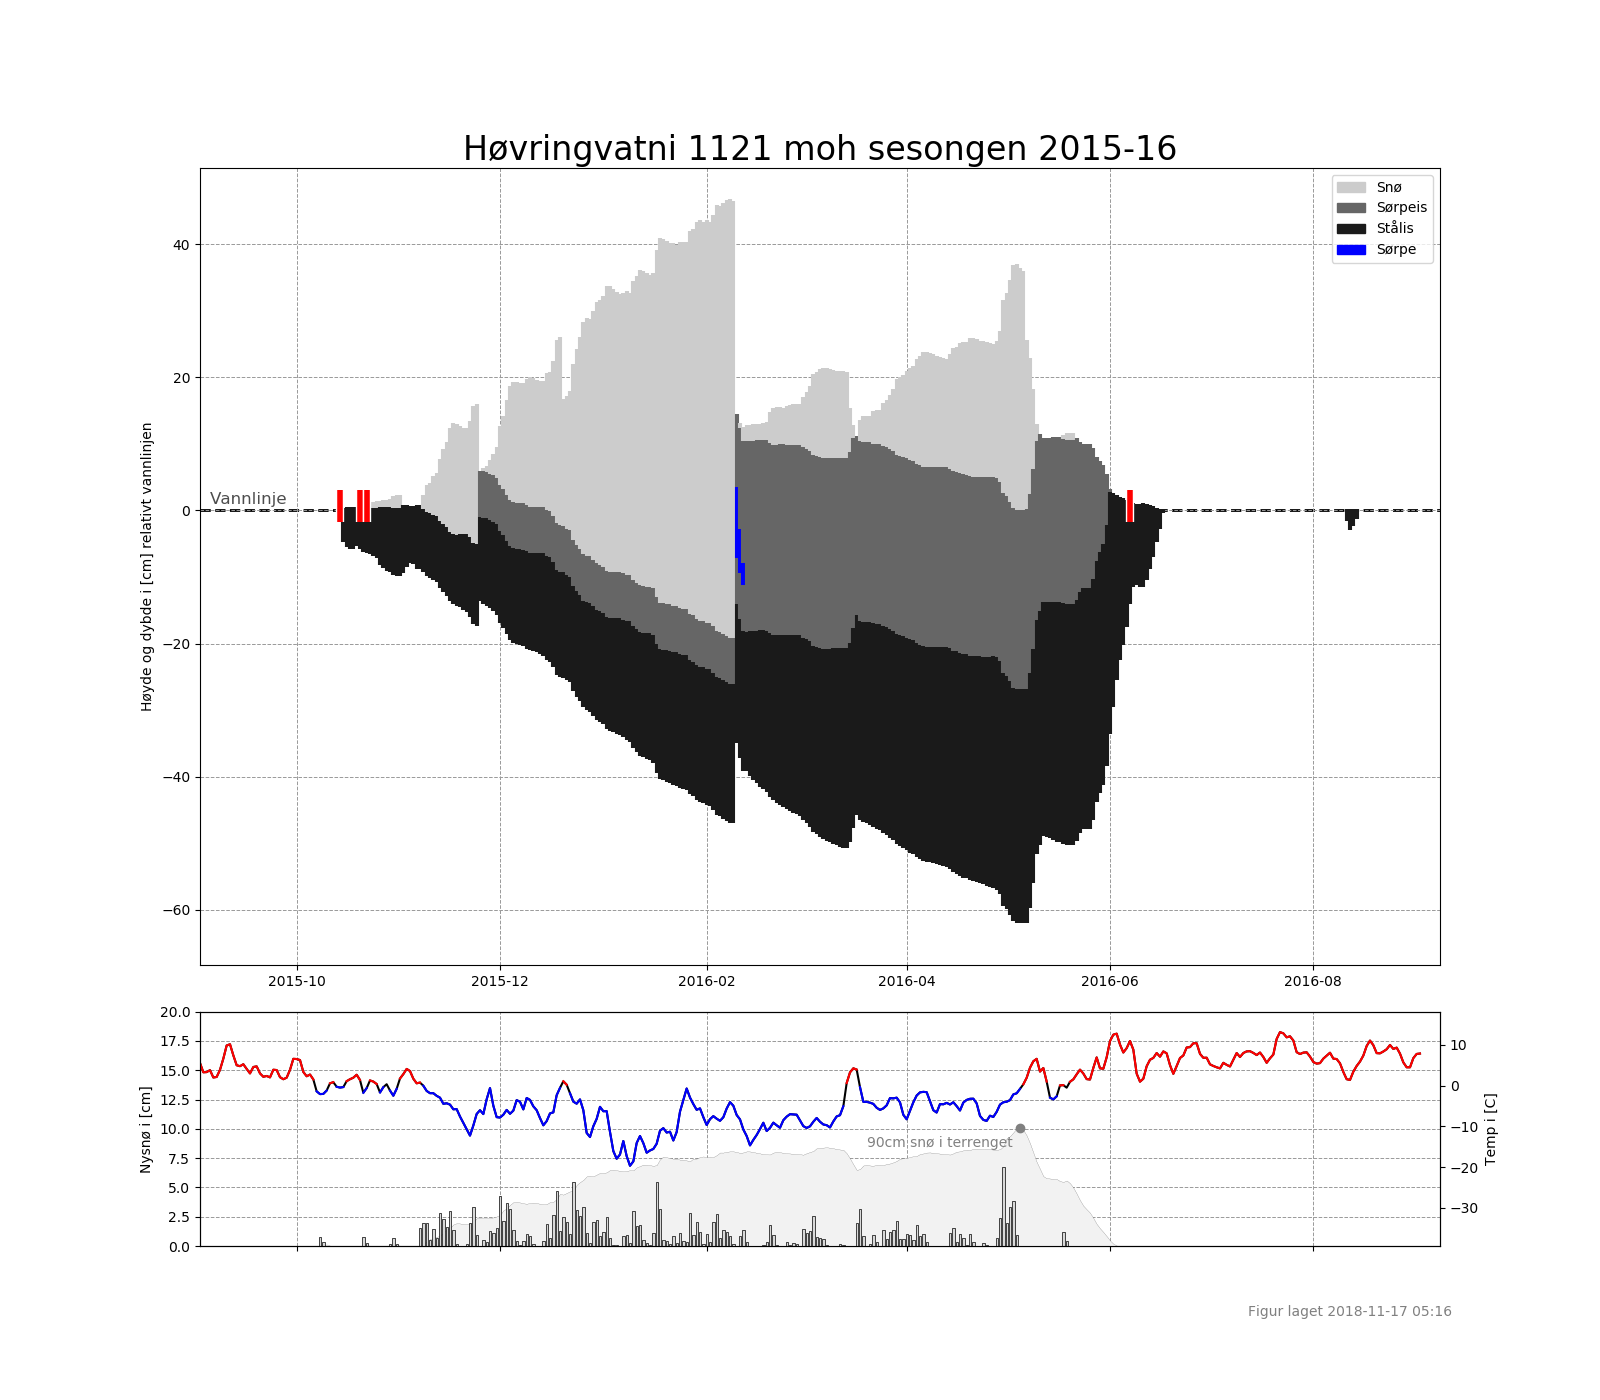 Høvringvatni 1121 moh sesongen 2015-16
Snø
Sørpeis
Stålis
Sørpe
Høyde og dybde i [cm] relativt vannlinjen
40
20
0
−20
−40
−60
Vannlinje
2015-10
2015-12
2016-02
2016-04
2016-06
2016-08
Nysnø i [cm]
20.0
17.5
15.0
12.5
10.0
7.5
5.0
2.5
0.0
90cm snø i terrenget
10
0
−10
−20
−30
Temp i [C]
Figur laget 2018-11-17 05:16